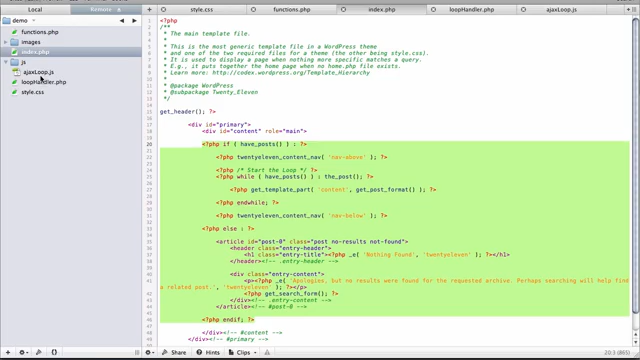 Local
Remote
style.css
functions.php
index.php
loopHandler.php
ajaxLoop.js
demo
functions.php
images
index.php
js
ajaxLoop.js
loopHandler.php
style.css
<?php
/**
* The main template file.
*
* This is the most generic template file in a WordPress theme
* and one of the two required files for a theme (the other being style.css).
* It is used to display a page when nothing more specific matches a query.
* E.g., it puts together the home page when no home.php file exists.
* Learn more: http://codex.wordpress.org/Template_Hierarchy
*
* @package WordPress
* @subpackage Twenty_Eleven
*/
get_header(); ?>
<div id="primary">
<div id="content" role="main">
<?php if ( have_posts() ) : ?>
<?php twentyeleven_content_nav( 'nav-above' ); ?>
<?php /* Start the Loop */ ?>
<?php while ( have_posts() ) : the_post(); ?>
<?php get_template_part( 'content', get_post_format() ); ?>
<?php endwhile; ?>
<?php twentyeleven_content_nav( 'nav-below' ); ?>
<?php else : ?>
<article id="post-0" class="post no-results not-found">
<header class="entry-header">
<h1 class="entry-title"><?php _e( 'Nothing Found', 'twentyeleven' ); ?></h1>
</header><!-- .entry-header -->
<div class="entry-content">
<p><?php _e( 'Apologies, but no results were found for the requested archive. Perhaps searching will help find
a related post.', 'twentyeleven' ); ?></p>
<?php get_search_form(); ?>
</div><!-- .entry-content -->
</article><!-- #post-0 -->
<?php endif; ?>
</div><!-- #content -->
</div><!-- #primary -->
Share
Hints
Clips